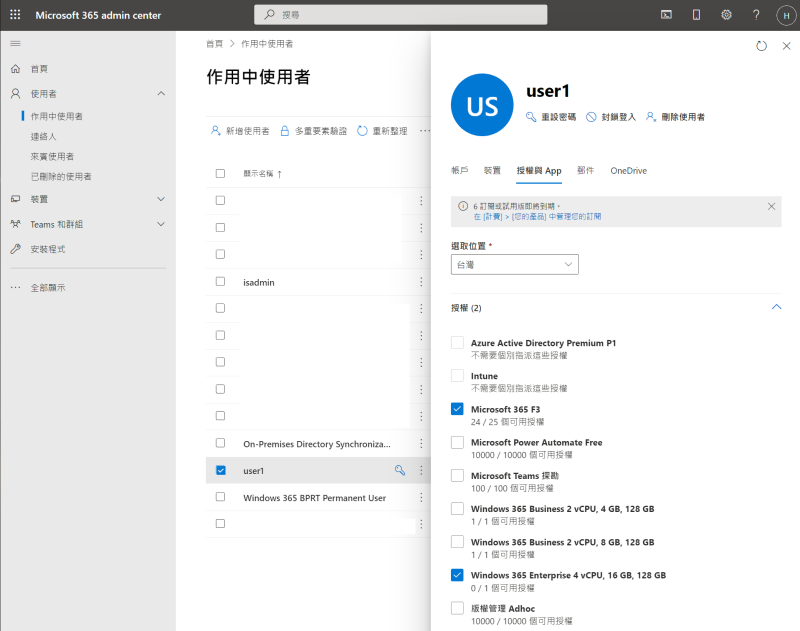 Microsoft 365 admin center
搜尋
H
首頁
使用者
作用中使用者
連絡人
來賓使用者
已刪除的使用者
裝置
Teams 和群組
安裝程式
全部顯示
首頁 > 作用中使用者
作用中使用者
新增使用者 多重要素驗證 重新整理
顯示名稱 ↑
isadmin
On-Premises Directory Synchroniza...
user1
Windows 365 BPRT Permanent User
US
user1
重設密碼 封鎖登入 刪除使用者
帳戶 裝置 授權與 App 郵件 OneDrive
6 訂閱或試用版即將到期。
在 [計費] > [您的產品] 中管理您的訂閱
選取位置 *
台灣
授權 (2)
Azure Active Directory Premium P1
不需要個別指派這些授權
Intune
不需要個別指派這些授權
Microsoft 365 F3
24 / 25 個可用授權
Microsoft Power Automate Free
10000 / 10000 個可用授權
Microsoft Teams 探勘
100 / 100 個可用授權
Windows 365 Business 2 vCPU, 4 GB, 128 GB
1 / 1 個可用授權
Windows 365 Business 2 vCPU, 8 GB, 128 GB
1 / 1 個可用授權
Windows 365 Enterprise 4 vCPU, 16 GB, 128 GB
0 / 1 個可用授權
版權管理 Adhoc
10000 / 10000 個可用授權